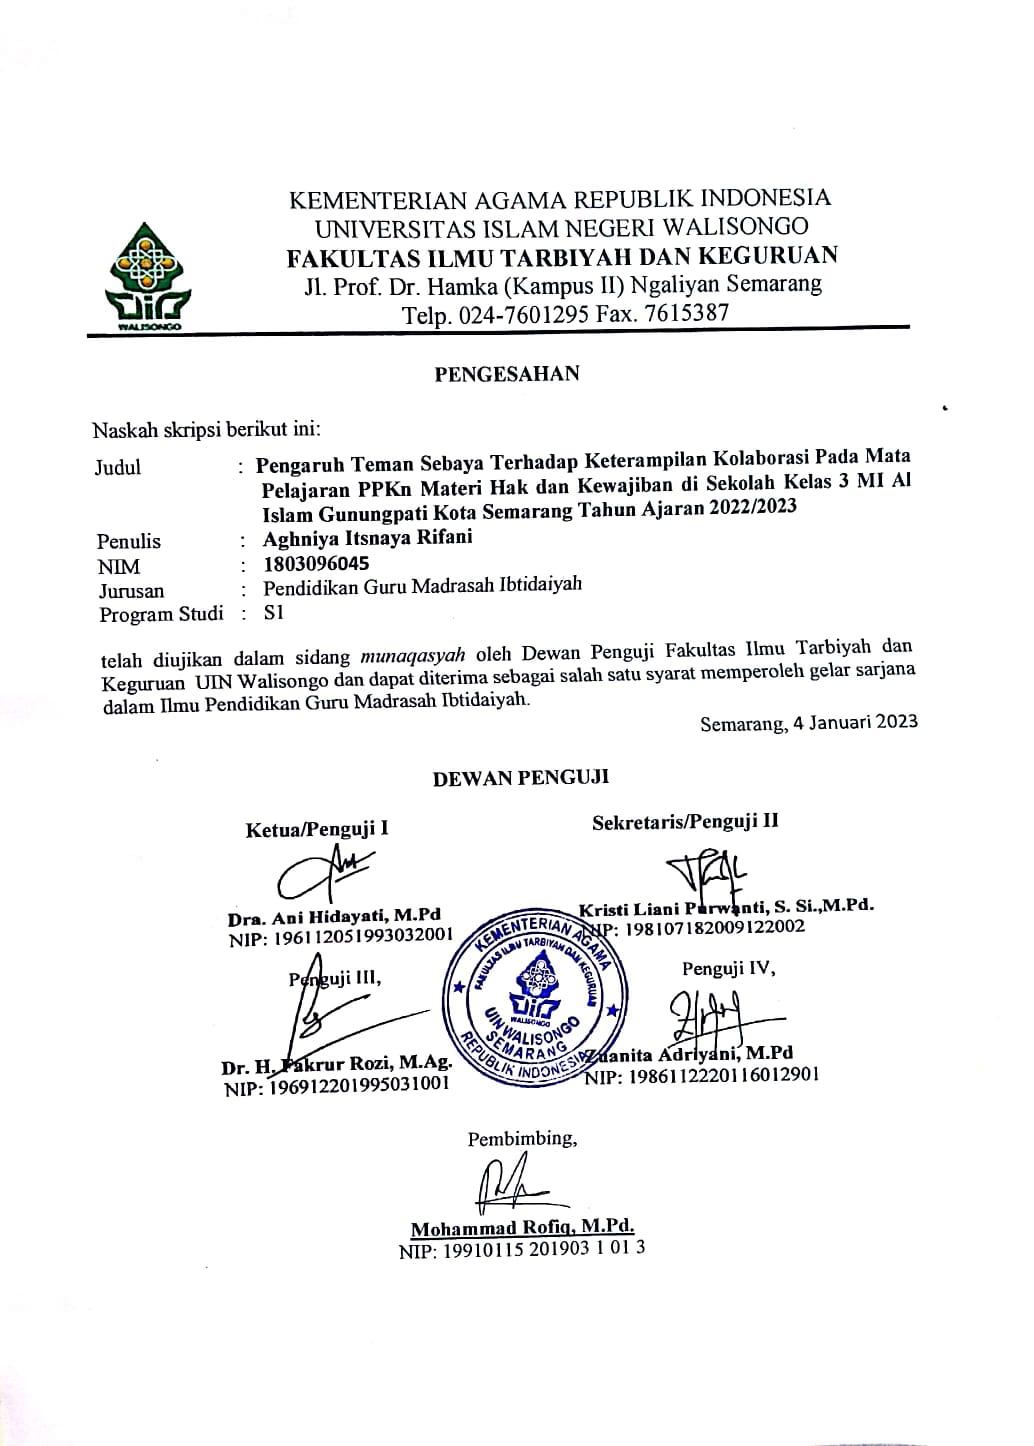 KEMENTERIAN AGAMA REPUBLIK INDONESIA
UNIVERSITAS ISLAM NEGERI WALISONGO
FAKULTAS ILMU TARBIYAH DAN KEGURUAN
Jl. Prof. Dr. Hamka (Kampus II) Ngaliyan Semarang
Telp. 024-7601295 Fax. 7615387
UIN
WALISONGO
PENGESAHAN
Naskah skripsi berikut ini:
Judul : Pengaruh Teman Sebaya Terhadap Keterampilan Kolaborasi Pada Mata
Pelajaran PPKn Materi Hak dan Kewajiban di Sekolah Kelas 3 MI Al
Islam Gunungpati Kota Semarang Tahun Ajaran 2022/2023
Penulis : Aghniya Itsnaya Rifani
NIM : 1803096045
Jurusan : Pendidikan Guru Madrasah Ibtidaiyah
Program Studi : S1
telah diujikan dalam sidang munaqasyah oleh Dewan Penguji Fakultas Ilmu Tarbiyah dan
Keguruan UIN Walisongo dan dapat diterima sebagai salah satu syarat memperoleh gelar sarjana
dalam Ilmu Pendidikan Guru Madrasah Ibtidaiyah.
Semarang, 4 Januari 2023
DEWAN PENGUJI
Ketua/Penguji I
Sekretaris/Penguji II
Dra. Ani Hidayati, M.Pd
NIP: 196112051993032001
Kristi Liani Purwanti, S. Si.,M.Pd.
NIP: 198107182009122002
Penguji III,
Penguji IV,
Dr. H. Fakrur Rozi, M.Ag.
NIP: 196912201995031001
Zuanita Adriyani, M.Pd
NIP: 1986112220116012901
KEMENTERIAN AGAMA
FAKULTAS ILMU TARBIYAH DAN KEGURUAN
UIN
WALISONGO
UIN WALISONGO
SEMARANG
REPUBLIK INDONESIA
Pembimbing,
Mohammad Rofiq, M.Pd.
NIP: 19910115 201903 1 01 3